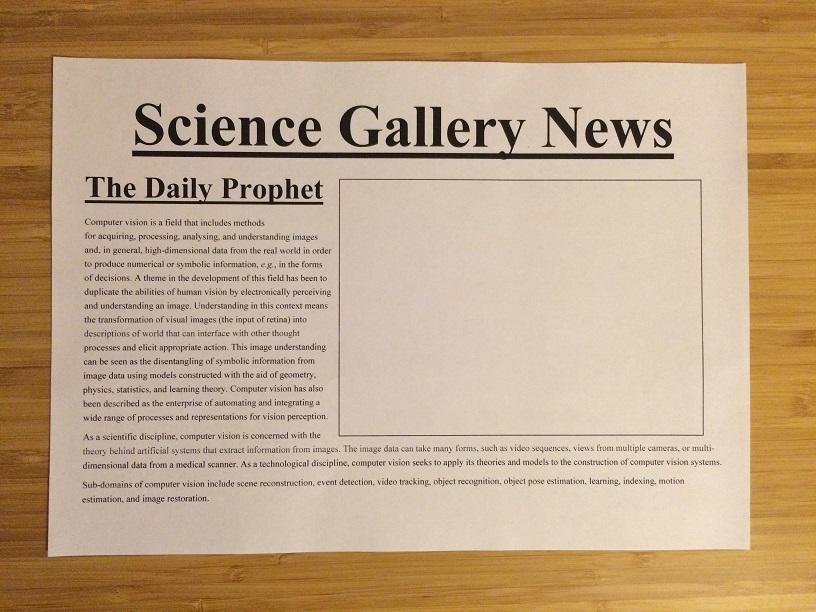 Science Gallery News
The Daily Prophet
Computer vision is a field that includes methods
for acquiring, processing, analysing, and understanding images
and, in general, high-dimensional data from the real world in order
to produce numerical or symbolic information, e.g., in the forms
of decisions. A theme in the development of this field has been to
duplicate the abilities of human vision by electronically perceiving
and understanding an image. Understanding in this context means
the transformation of visual images (the input of retina) into
descriptions of world that can interface with other thought
processes and elicit appropriate action. This image understanding
can be seen as the disentangling of symbolic information from
image data using models constructed with the aid of geometry,
physics, statistics, and learning theory. Computer vision has also
been described as the enterprise of automating and integrating a
wide range of processes and representations for vision perception.
As a scientific discipline, computer vision is concerned with the
theory behind artificial systems that extract information from images. The image data can take many forms, such as video sequences, views from multiple cameras, or multi-
dimensional data from a medical scanner. As a technological discipline, computer vision seeks to apply its theories and models to the construction of computer vision systems.
Sub-domains of computer vision include scene reconstruction, event detection, video tracking, object recognition, object pose estimation, learning, indexing, motion
estimation, and image restoration.